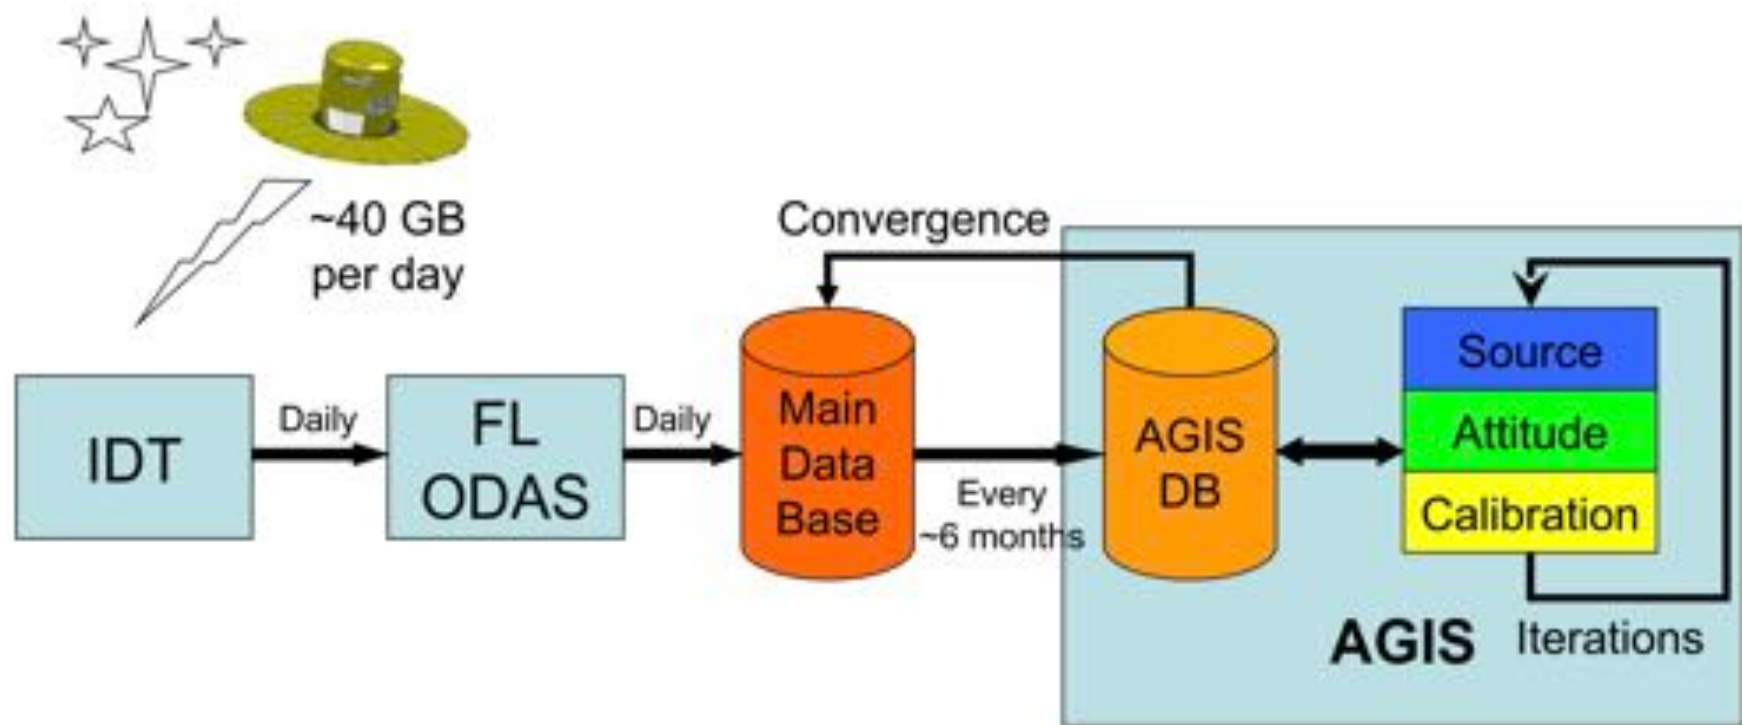 ~40 GB
per day
Convergence
IDT
Daily
FL
ODAS
Daily
Main
Data
Base
Every
~6 months
AGIS
DB
Source
Attitude
Calibration
AGIS
Iterations